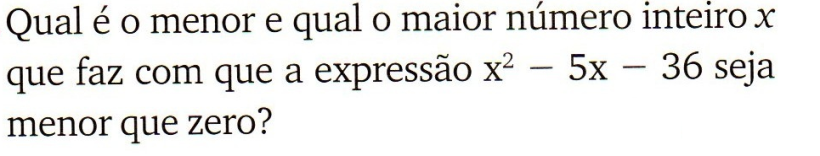 Qual é o menor e qual o maior número inteiro x
que faz com que a expressão x² − 5x − 36 seja
menor que zero?